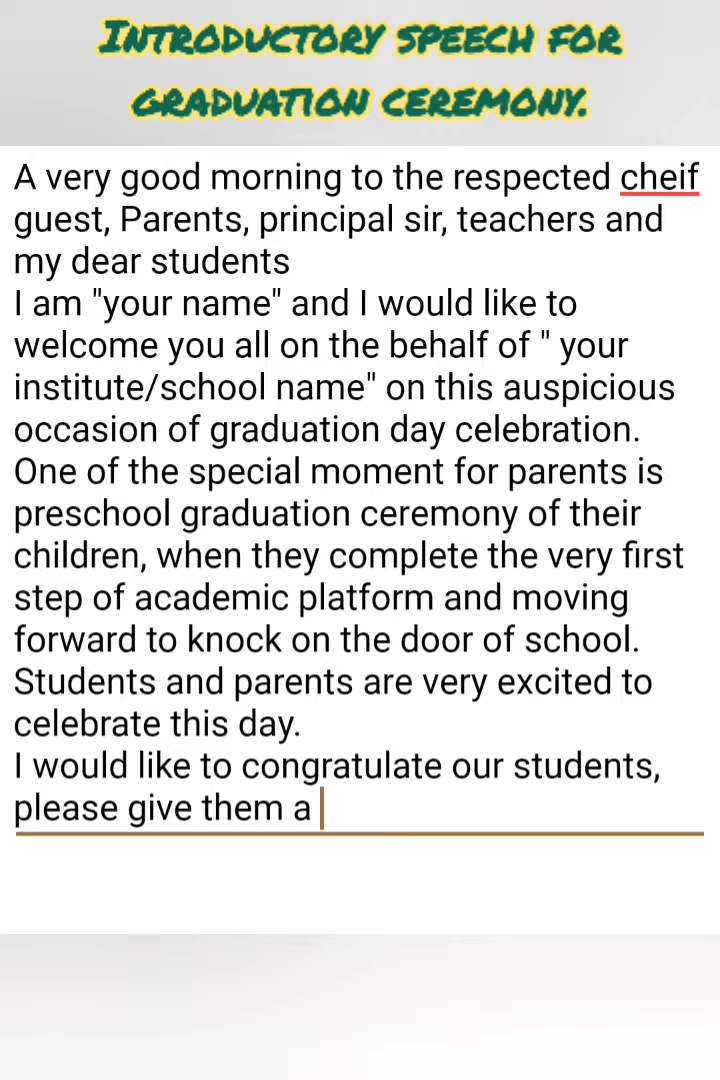 INTRODUCTORY SPEECH FOR
GRADUATION CEREMONY.
A very good morning to the respected cheif
guest, Parents, principal sir, teachers and
my dear students
I am "your name" and I would like to
welcome you all on the behalf of " your
institute/school name" on this auspicious
occasion of graduation day celebration.
One of the special moment for parents is
preschool graduation ceremony of their
children, when they complete the very first
step of academic platform and moving
forward to knock on the door of school.
Students and parents are very excited to
celebrate this day.
I would like to congratulate our students,
please give them a